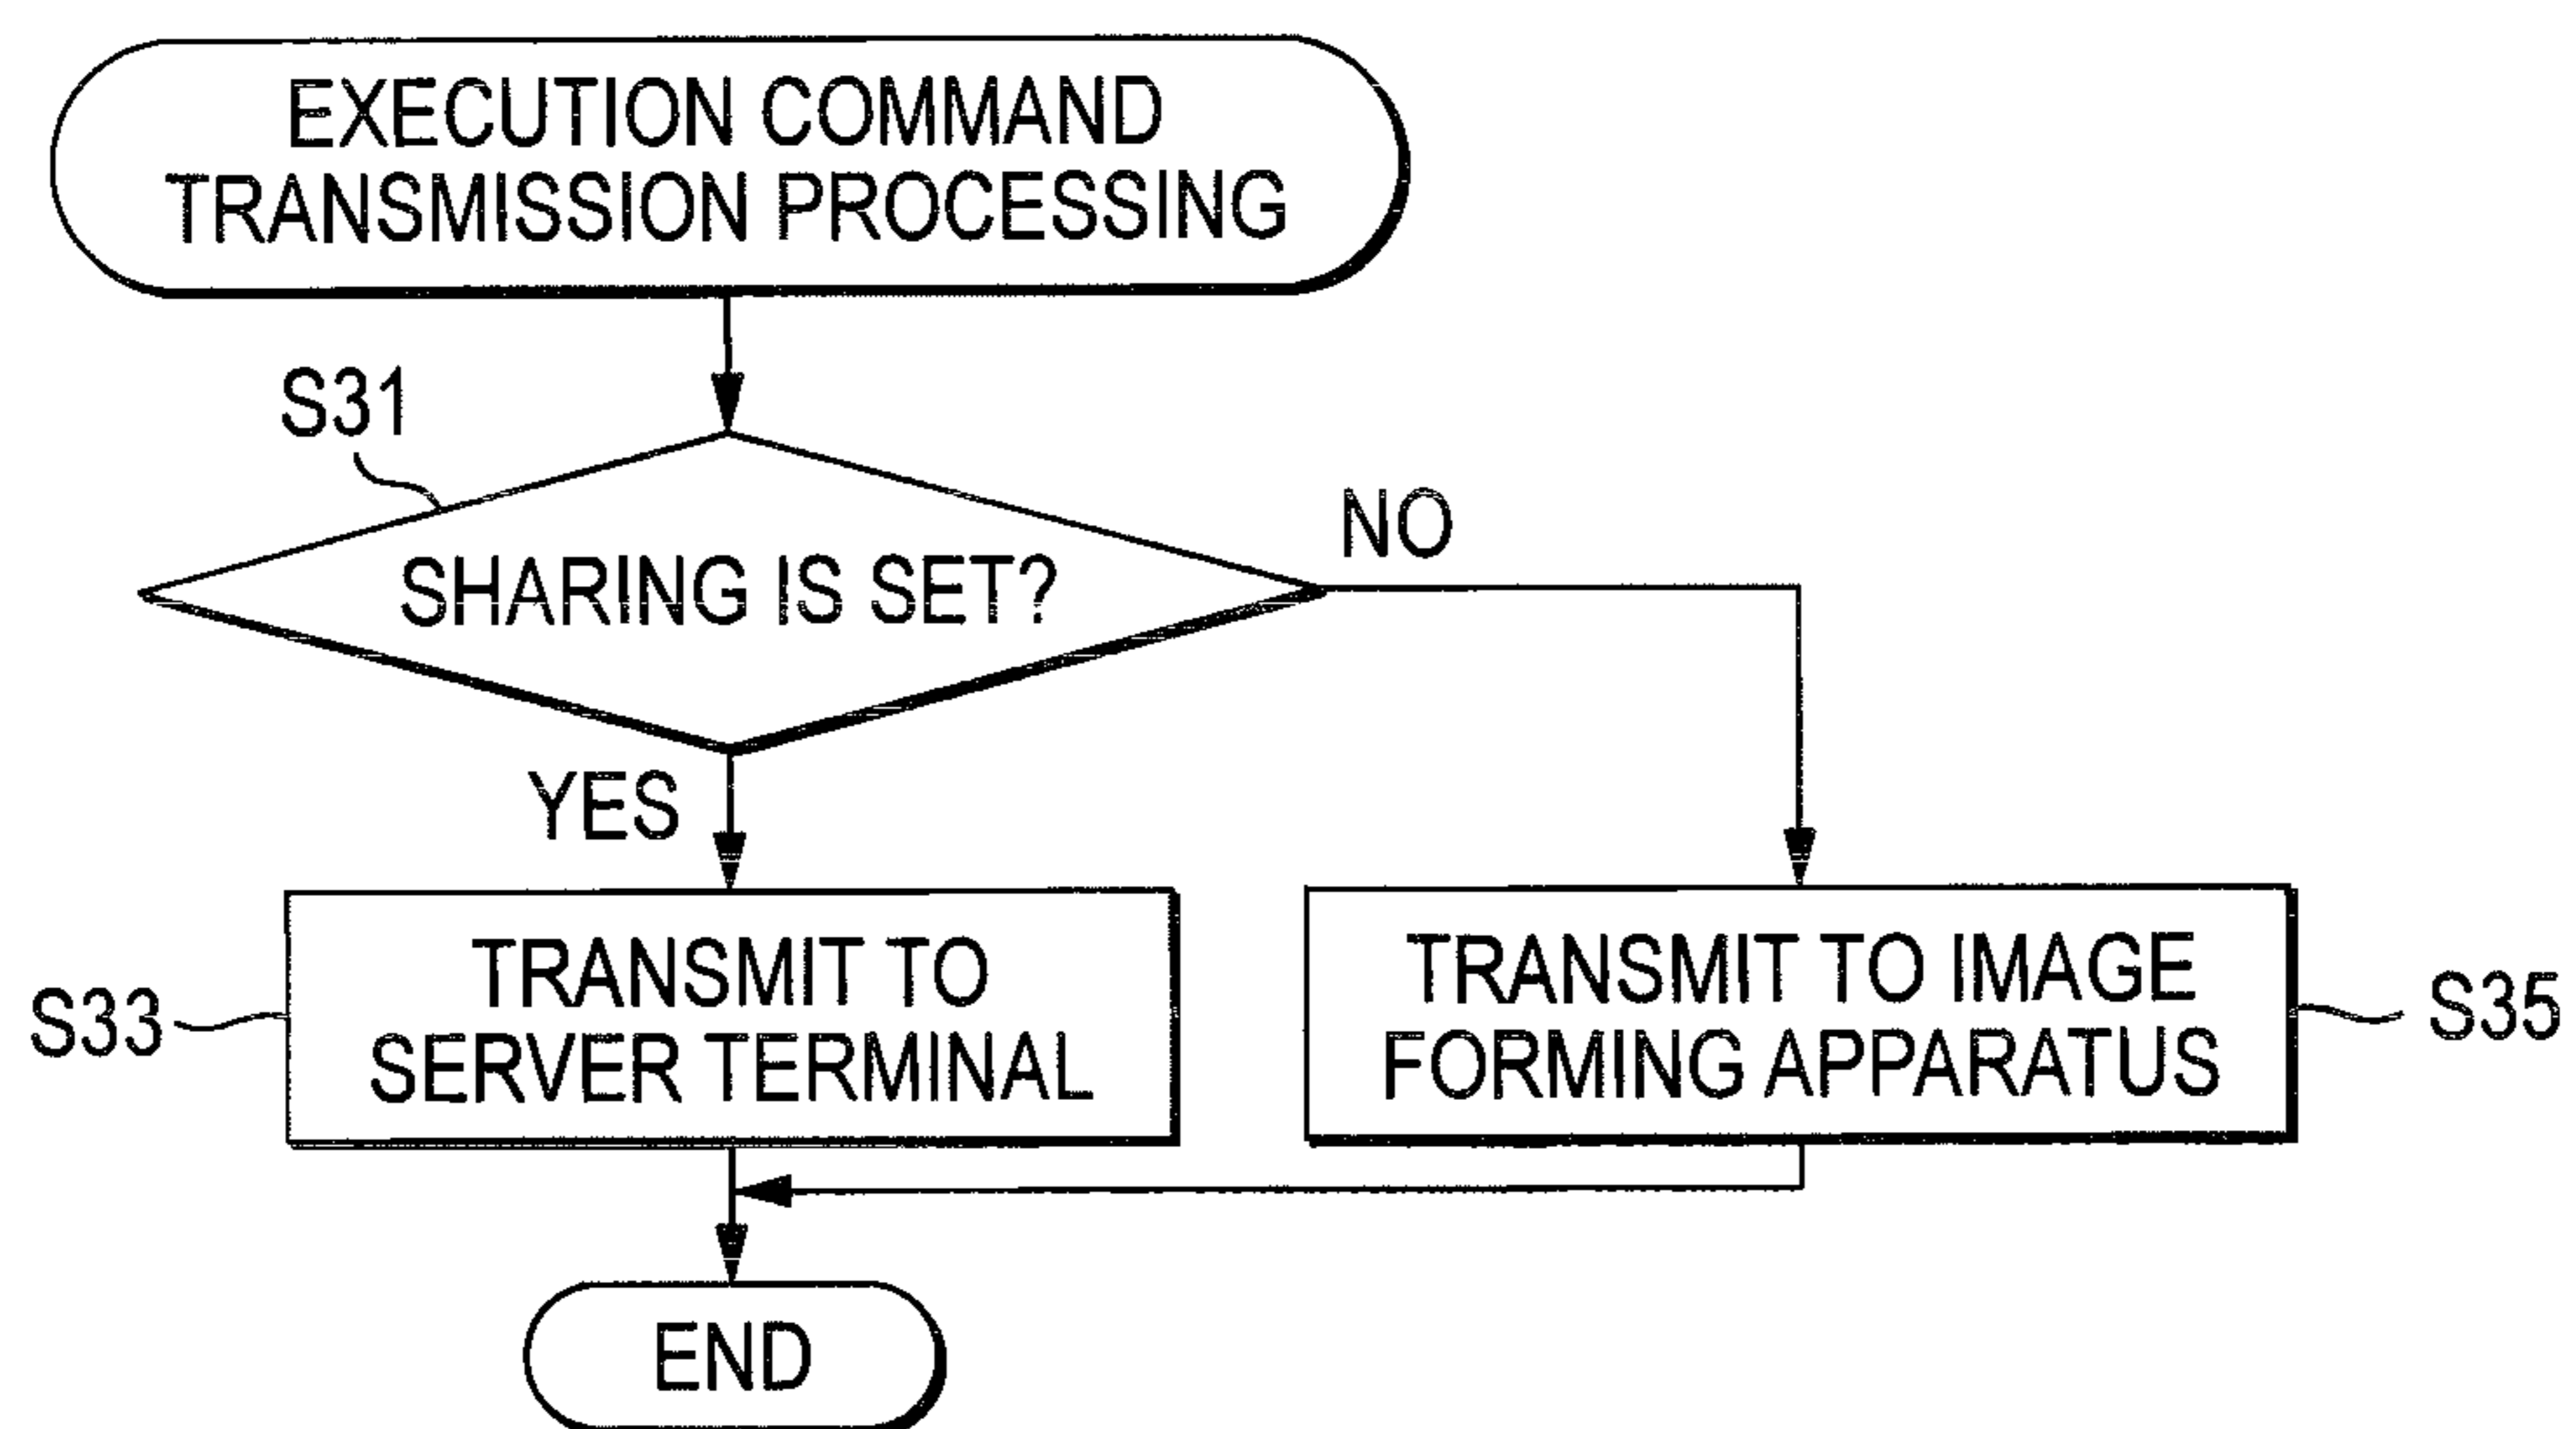 EXECUTION COMMAND
TRANSMISSION PROCESSING
S31
SHARING IS SET?
NO
YES
S33
TRANSMIT TO
SERVER TERMINAL
TRANSMIT TO IMAGE
FORMING APPARATUS
S35
END